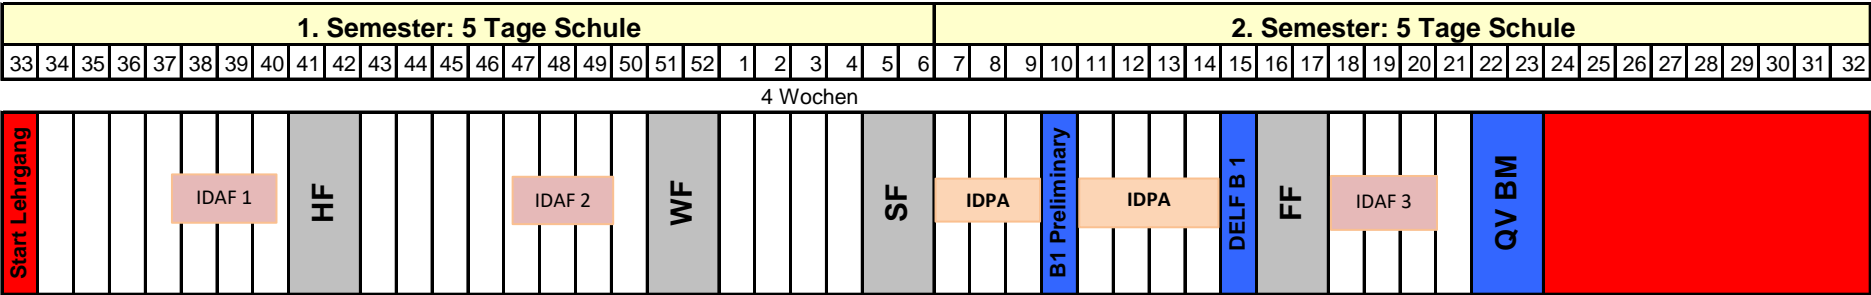 1. Semester: 5 Tage Schule 2. Semester: 5 Tage Schule
33 34 35 36 37 38 39 40 41 42 43 44 45 46 47 48 49 50 51 52 1 2 3 4 5 6 7 8 9 10 11 12 13 14 15 16 17 18 19 20 21 22 23 24 25 26 27 28 29 30 31 32
4 Wochen
Start Lehrgang
IDAF 1
HF
IDAF 2
WF
SF
IDPA
B1 Preliminary
IDPA
DELF B 1
FF
IDAF 3
QV BM